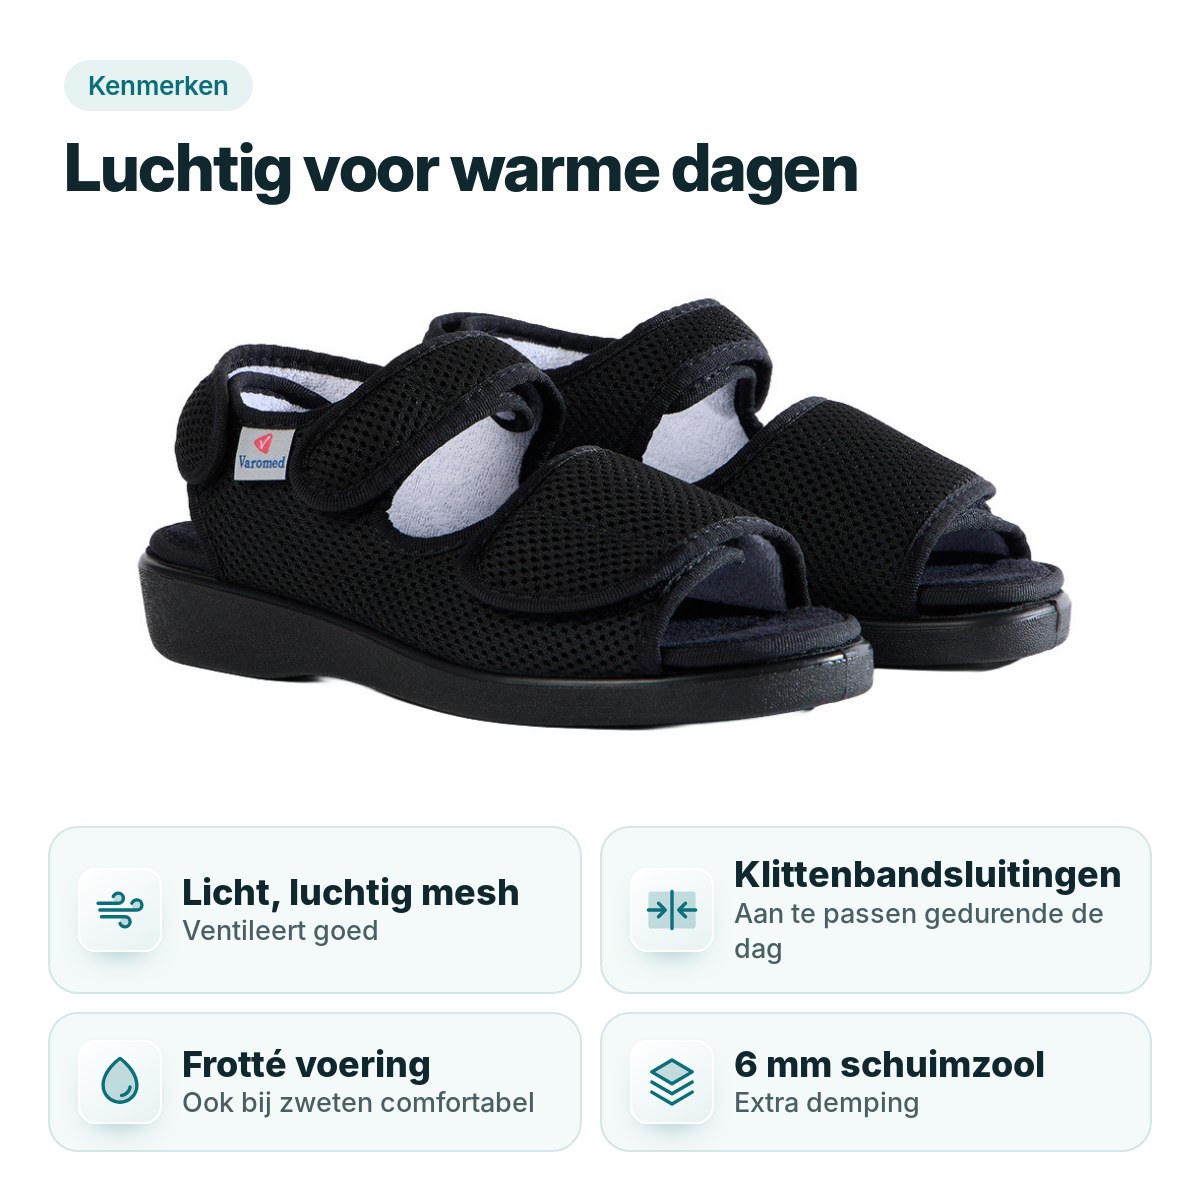 Kenmerken
Luchtig voor warme dagen
Varomed
Licht, luchtig mesh
Ventileert goed
Klittenbandsluitingen
Aan te passen gedurende de
dag
Frotté voering
Ook bij zweten comfortabel
6 mm schuimzool
Extra demping